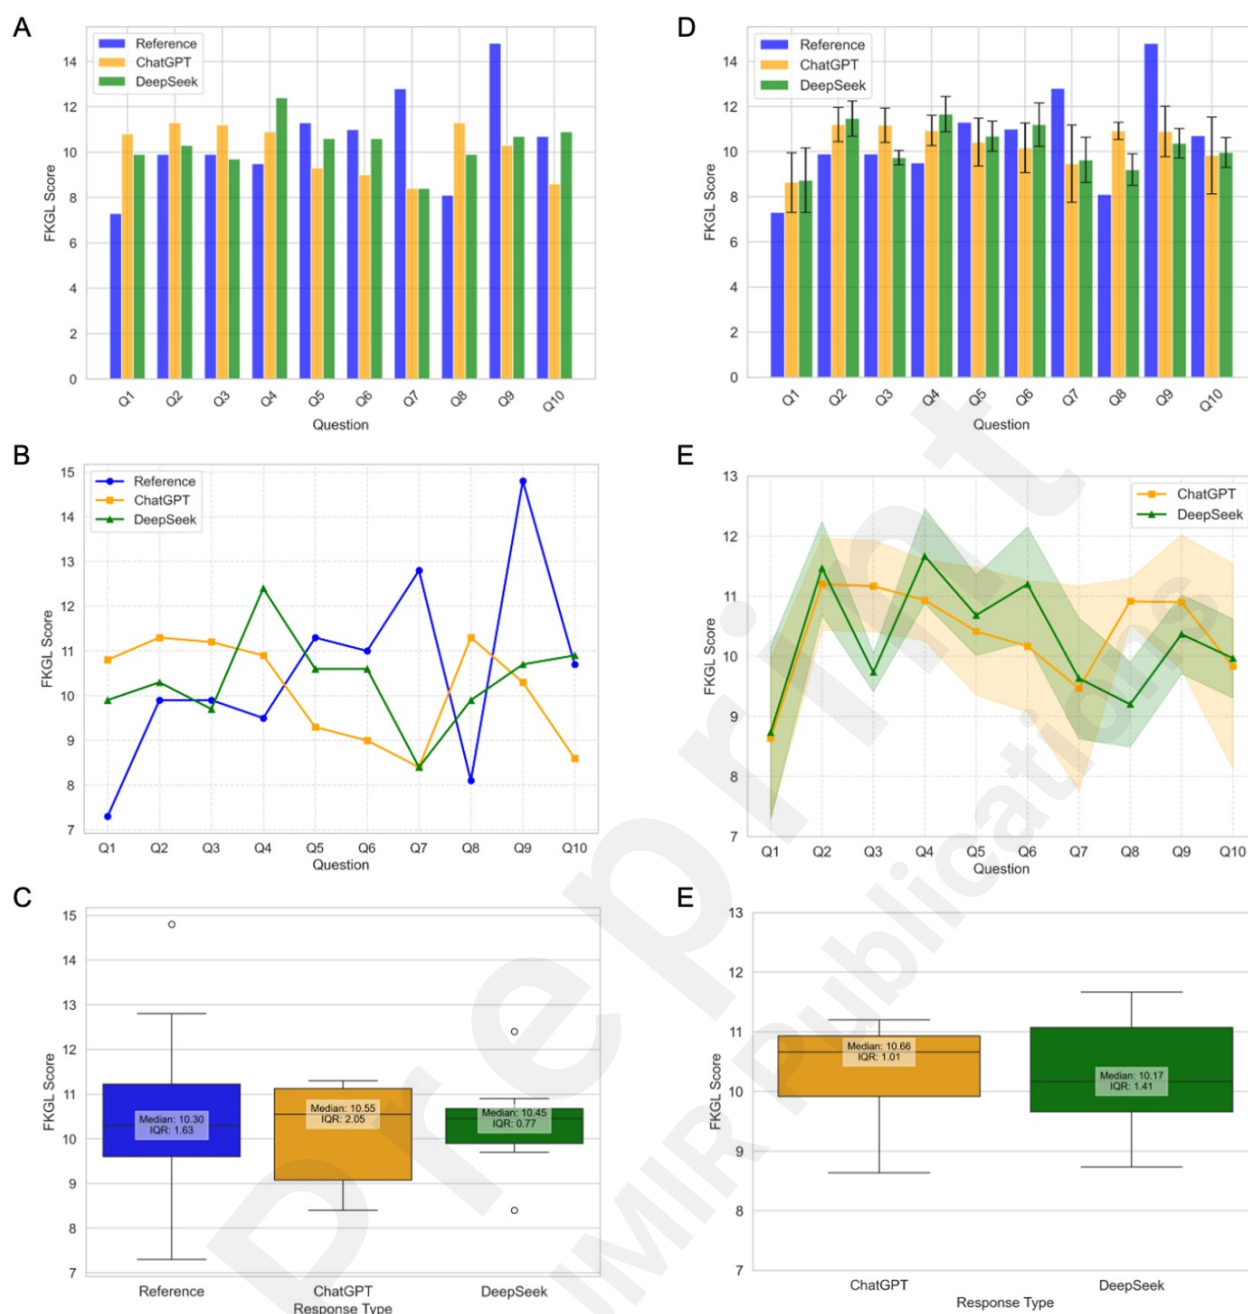 A
Reference
ChatGPT
DeepSeek
14
12
10
8
6
4
2
0
FKGL Score
Q1 Q2 Q3 Q4 Q5 Q6 Q7 Q8 Q9 Q10
Question
D
Reference
ChatGPT
DeepSeek
14
12
10
8
6
4
2
0
FKGL Score
Q1 Q2 Q3 Q4 Q5 Q6 Q7 Q8 Q9 Q10
Question
B
Reference
ChatGPT
DeepSeek
15
14
13
12
11
10
9
8
7
FKGL Score
Q1 Q2 Q3 Q4 Q5 Q6 Q7 Q8 Q9 Q10
Question
E
ChatGPT
DeepSeek
13
12
11
10
9
8
7
FKGL Score
Q1 Q2 Q3 Q4 Q5 Q6 Q7 Q8 Q9 Q10
Question
C
15
14
13
12
11
10
9
8
7
FKGL Score
Median: 10.30
IQR: 1.63
Median: 10.55
IQR: 2.05
Median: 10.45
IQR: 0.77
Reference ChatGPT DeepSeek
Response Type
E
13
12
11
10
9
8
7
FKGL Score
Median: 10.66
IQR: 1.01
Median: 10.17
IQR: 1.41
ChatGPT DeepSeek
Response Type
Preprint
JMIR Publications